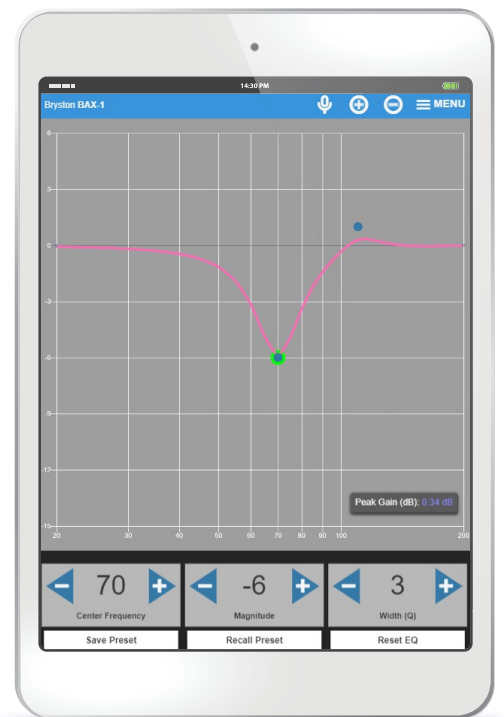 14:30 PM
Bryston BAX-1
MENU
6
3
0
-3
-6
-9
-12
-15
Peak Gain (dB): 0.34 dB
20 30 40 50 60 70 80 90 100 200
70 -6 3
Center Frequency Magnitude Width (Q)
Save Preset Recall Preset Reset EQ